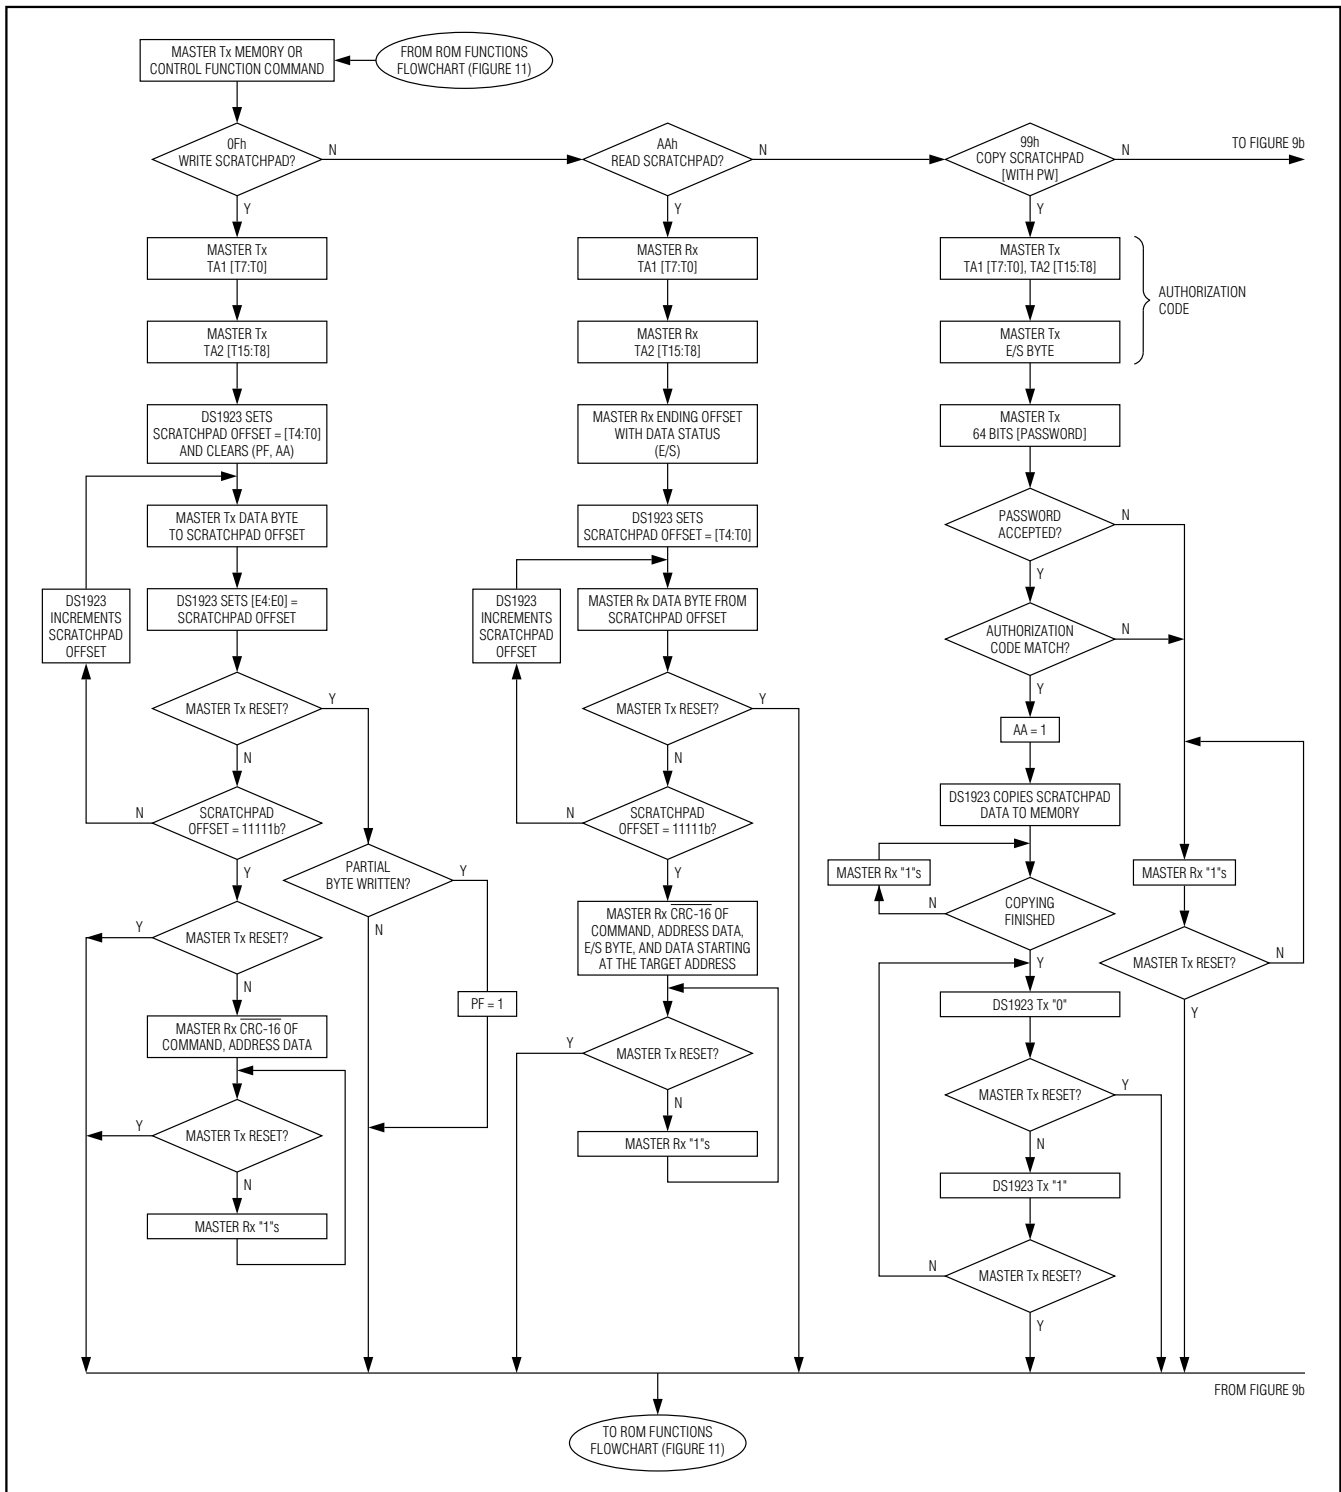 MASTER Tx MEMORY OR
CONTROL FUNCTION COMMAND
FROM ROM FUNCTIONS
FLOWCHART (FIGURE 11)
0Fh
WRITE SCRATCHPAD?
N
Y
MASTER Tx
TA1 [T7:T0]
MASTER Tx
TA2 [T15:T8]
DS1923 SETS
SCRATCHPAD OFFSET = [T4:T0]
AND CLEARS (PF, AA)
MASTER Tx DATA BYTE
TO SCRATCHPAD OFFSET
DS1923 SETS [E4:E0] =
SCRATCHPAD OFFSET
DS1923
INCREMENTS
SCRATCHPAD
OFFSET
MASTER Tx RESET?
Y
N
SCRATCHPAD
OFFSET = 11111b?
N
Y
PARTIAL
BYTE WRITTEN?
Y
N
PF = 1
MASTER Tx RESET?
Y
N
MASTER Rx CRC-16 OF
COMMAND, ADDRESS DATA
MASTER Tx RESET?
Y
N
MASTER Rx "1"s
AAh
READ SCRATCHPAD?
N
Y
MASTER Rx
TA1 [T7:T0]
MASTER Rx
TA2 [T15:T8]
MASTER Rx ENDING OFFSET
WITH DATA STATUS
(E/S)
DS1923 SETS
SCRATCHPAD OFFSET = [T4:T0]
MASTER Rx DATA BYTE FROM
SCRATCHPAD OFFSET
DS1923
INCREMENTS
SCRATCHPAD
OFFSET
MASTER Tx RESET?
Y
N
SCRATCHPAD
OFFSET = 11111b?
N
Y
MASTER Rx CRC-16 OF
COMMAND, ADDRESS DATA,
E/S BYTE, AND DATA STARTING
AT THE TARGET ADDRESS
MASTER Tx RESET?
Y
N
MASTER Rx "1"s
99h
COPY SCRATCHPAD
[WITH PW]
N
Y
TO FIGURE 9b
MASTER Tx
TA1 [T7:T0], TA2 [T15:T8]
MASTER Tx
E/S BYTE
AUTHORIZATION
CODE
MASTER Tx
64 BITS [PASSWORD]
PASSWORD
ACCEPTED?
N
Y
AUTHORIZATION
CODE MATCH?
N
Y
AA = 1
DS1923 COPIES SCRATCHPAD
DATA TO MEMORY
MASTER Rx "1"s
COPYING
FINISHED
N
Y
MASTER Rx "1"s
MASTER Tx RESET?
N
Y
DS1923 Tx "0"
MASTER Tx RESET?
Y
N
DS1923 Tx "1"
MASTER Tx RESET?
N
Y
FROM FIGURE 9b
TO ROM FUNCTIONS
FLOWCHART (FIGURE 11)